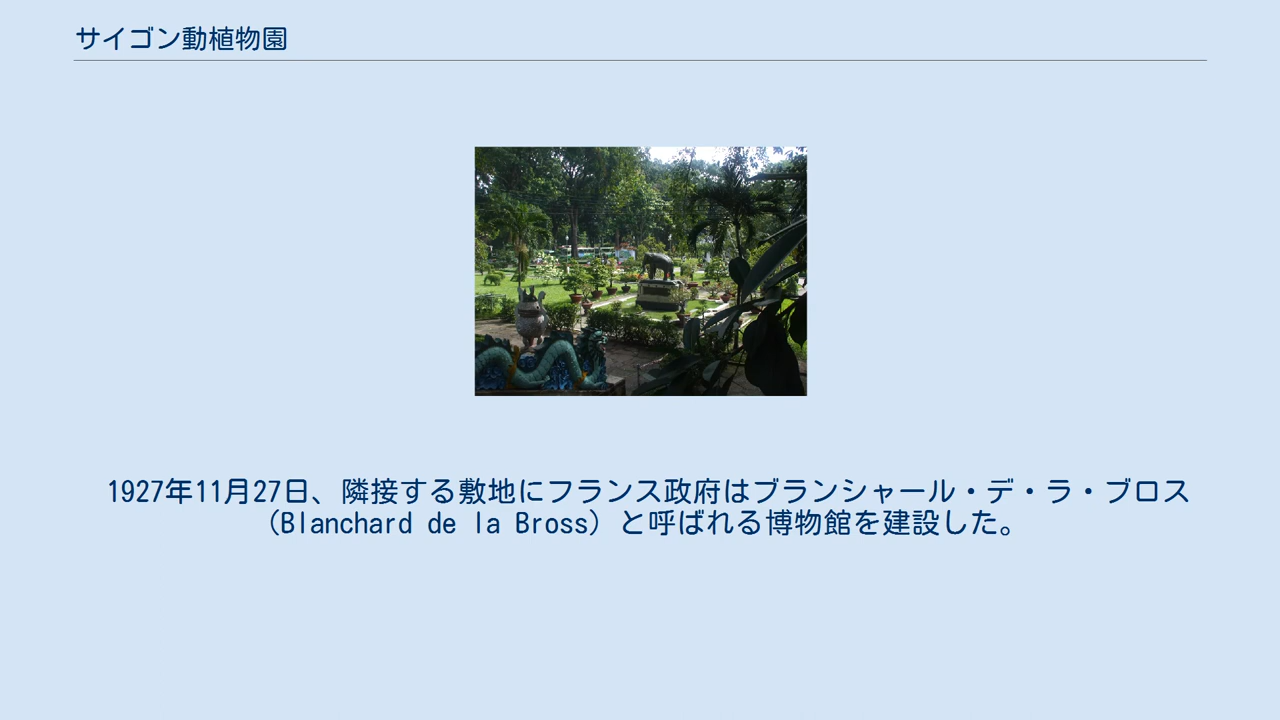 サイゴン動植物園
1927年11月27日、隣接する敷地にフランス政府はブランシャール・デ・ラ・ブロス
（Blanchard de la Bross）と呼ばれる博物館を建設した。